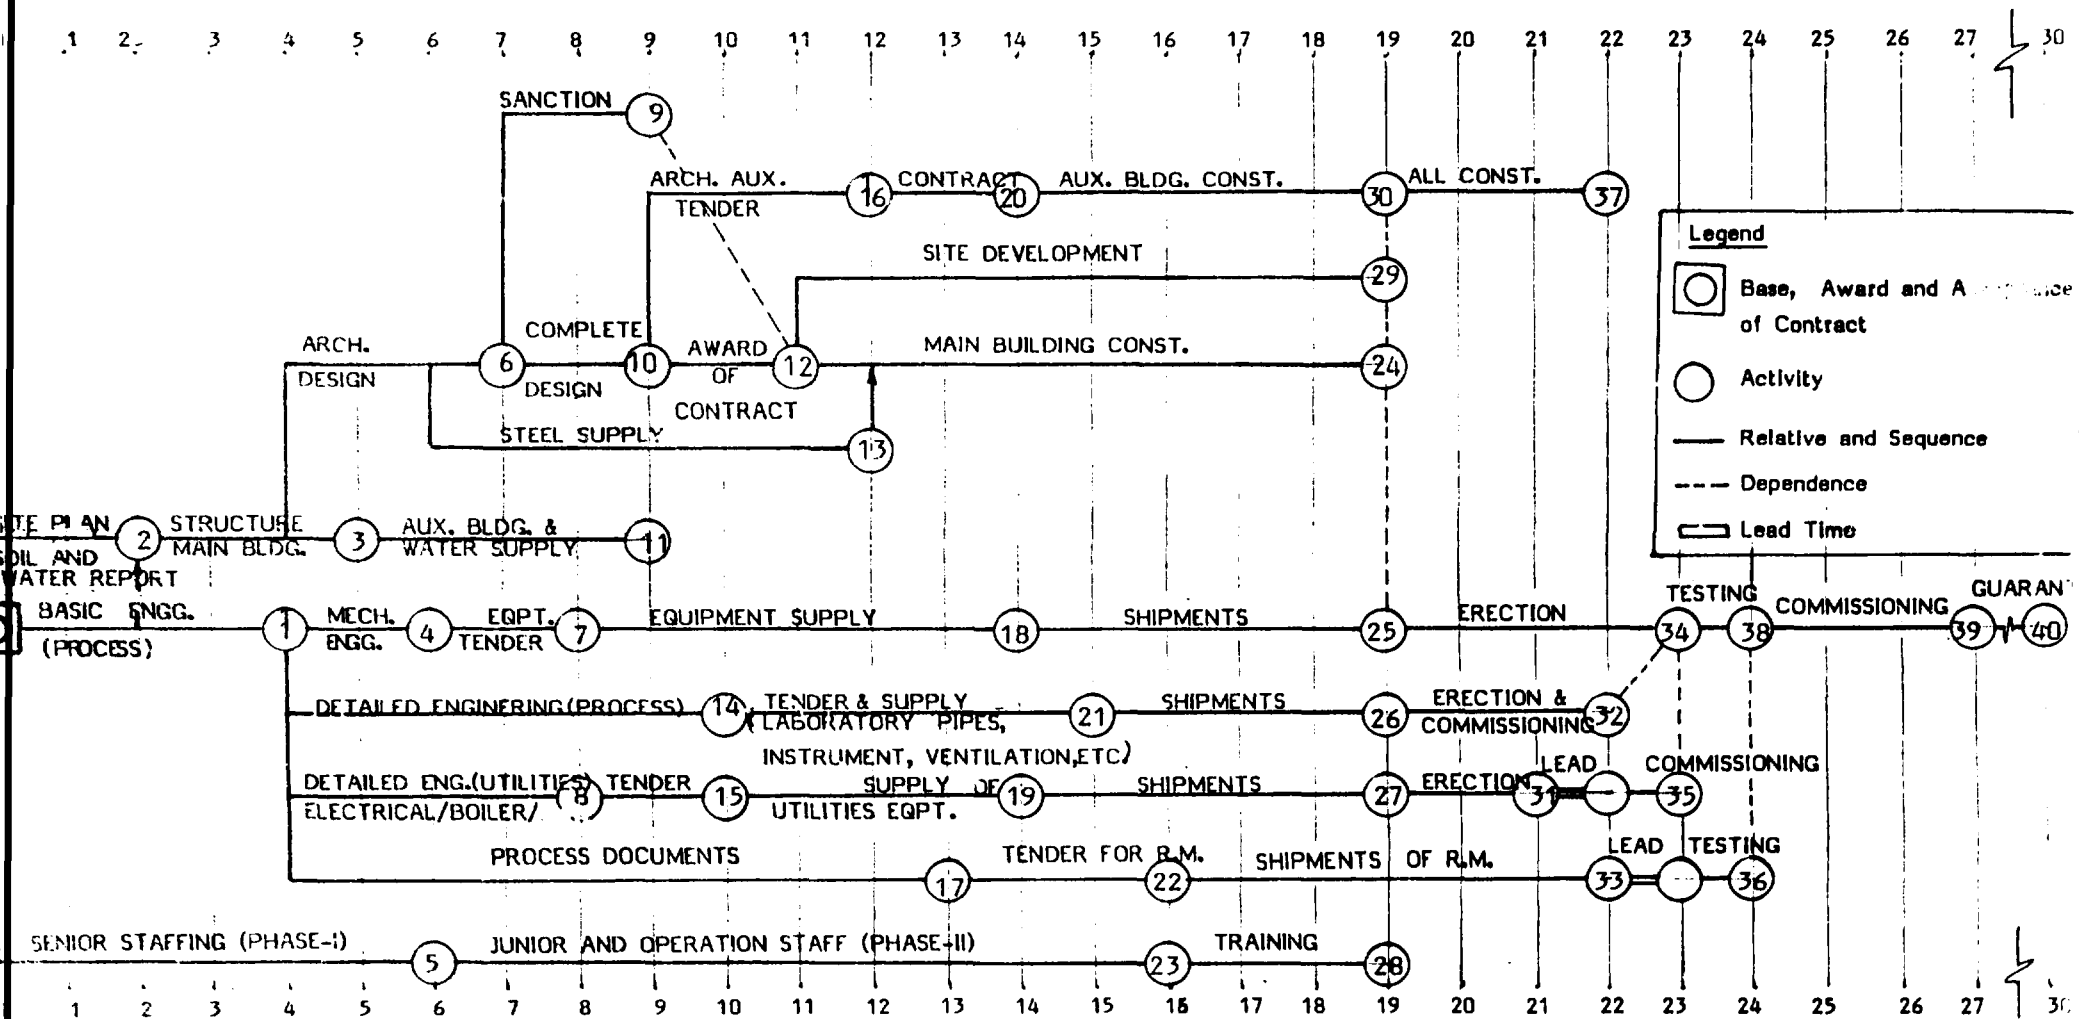 1 2 3 4 5 6 7 8 9 10 11 12 13 14 15 16 17 18 19 20 21 22 23 24 25 26 27 30
SANCTION 9
ARCH. AUX. 16 CONTRACT 20 AUX. BLDG. CONST. 30 ALL CONST. 37
TENDER
Legend
Base, Award and
of Contract
Activity
Relative and Sequence
Dependence
Lead Time
SITE DEVELOPMENT 29
ARCH. 6 COMPLETE 10 AWARD 12 MAIN BUILDING CONST. 24
DESIGN DESIGN OF
CONTRACT
STEEL SUPPLY 13
PLAN 2 STRUCTURE 3 AUX. BLDG. & 11
MAIN BLDG. WATER SUPPLY
AND
WATER REPORT
BASIC ENGG. 1 MECH. 4 EQPT. 7 EQUIPMENT SUPPLY 18 SHIPMENTS 25 ERECTION 34 TESTING 38 COMMISSIONING 39 GUARAN 40
(PROCESS) ENGG. TENDER
DETAILED ENGINERING (PROCESS) 14 TENDER & SUPPLY 21 SHIPMENTS 26 ERECTION & 32
(LABORATORY PIPES, COMMISSIONING
INSTRUMENT, VENTILATION, ETC)
DETAILED ENG.(UTILITIES) 8 TENDER 15 SUPPLY OF 19 SHIPMENTS 27 ERECTION 31 LEAD COMMISSIONING 35
ELECTRICAL/BOILER/ UTILITIES EQPT.
PROCESS DOCUMENTS 17 TENDER FOR R.M. 22 SHIPMENTS OF R.M. 33 LEAD TESTING 36
SENIOR STAFFING (PHASE-I) 5 JUNIOR AND OPERATION STAFF (PHASE-II) 23 TRAINING 28
1 2 3 4 5 6 7 8 9 10 11 12 13 14 15 16 17 18 19 20 21 22 23 24 25 26 27 30